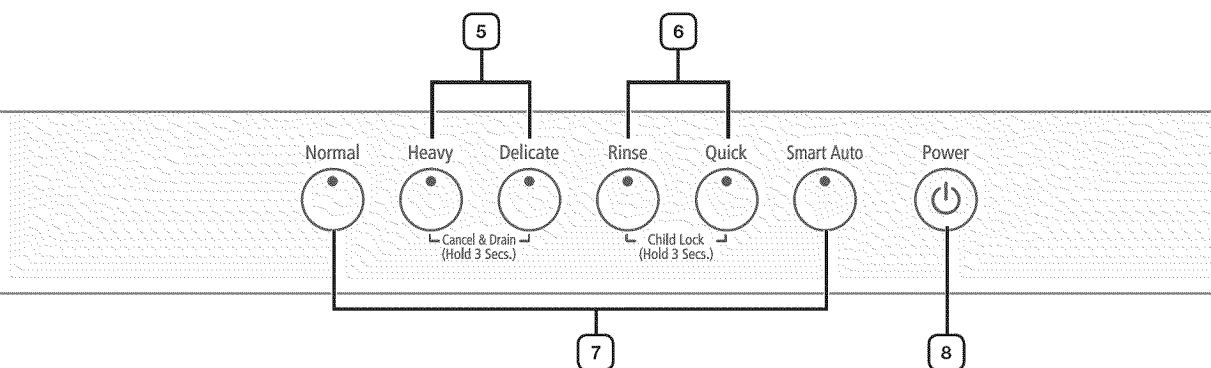 5 6
Normal Heavy Delicate Rinse Quick Smart Auto Power
Cancel & Drain Child Lock
(Hold 3 Secs.) (Hold 3 Secs.)
7 8